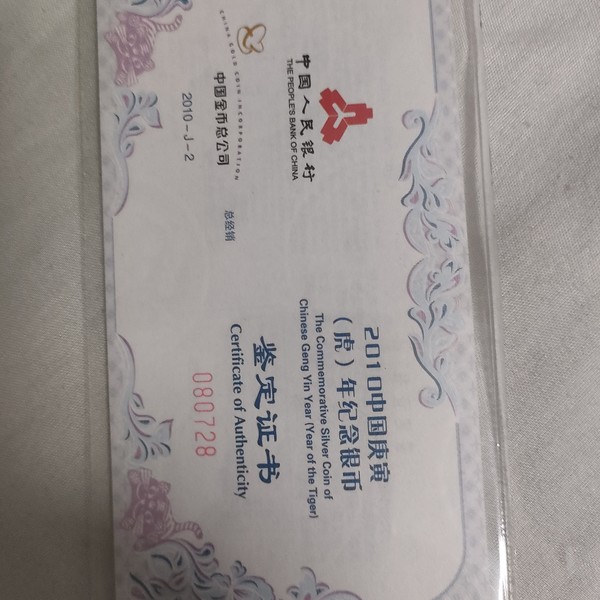 中国人民银行
THE PEOPLE'S BANK OF CHINA
CHINA GOLD COIN INCORPORATION
中国金币总公司
总经销
2010-J-2
2010中国庚寅
（虎）年纪念银币
The Commemorative Silver Coin of
Chinese Geng Yin Year (Year of the Tiger)
鉴定证书
Certificate of Authenticity
080728